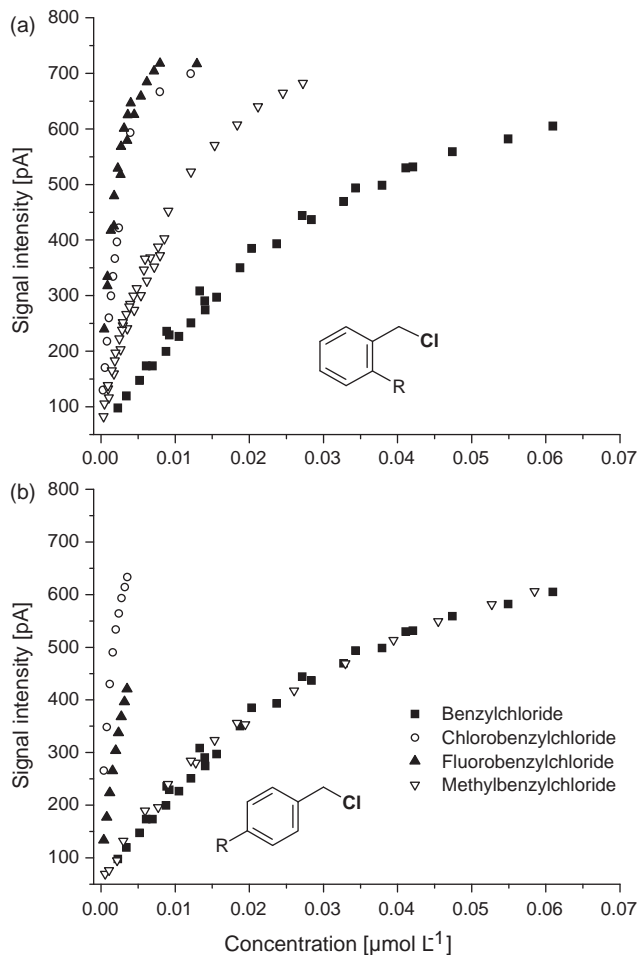 (a)
800
700
600
500
400
300
200
100
Signal intensity [pA]
Cl
R
0.00 0.01 0.02 0.03 0.04 0.05 0.06 0.07
(b)
800
700
600
500
400
300
200
100
Signal intensity [pA]
Benzylchloride
Chlorobenzylchloride
Fluorobenzylchloride
Methylbenzylchloride
Cl
R
0.00 0.01 0.02 0.03 0.04 0.05 0.06 0.07
Concentration [µmol L⁻¹]